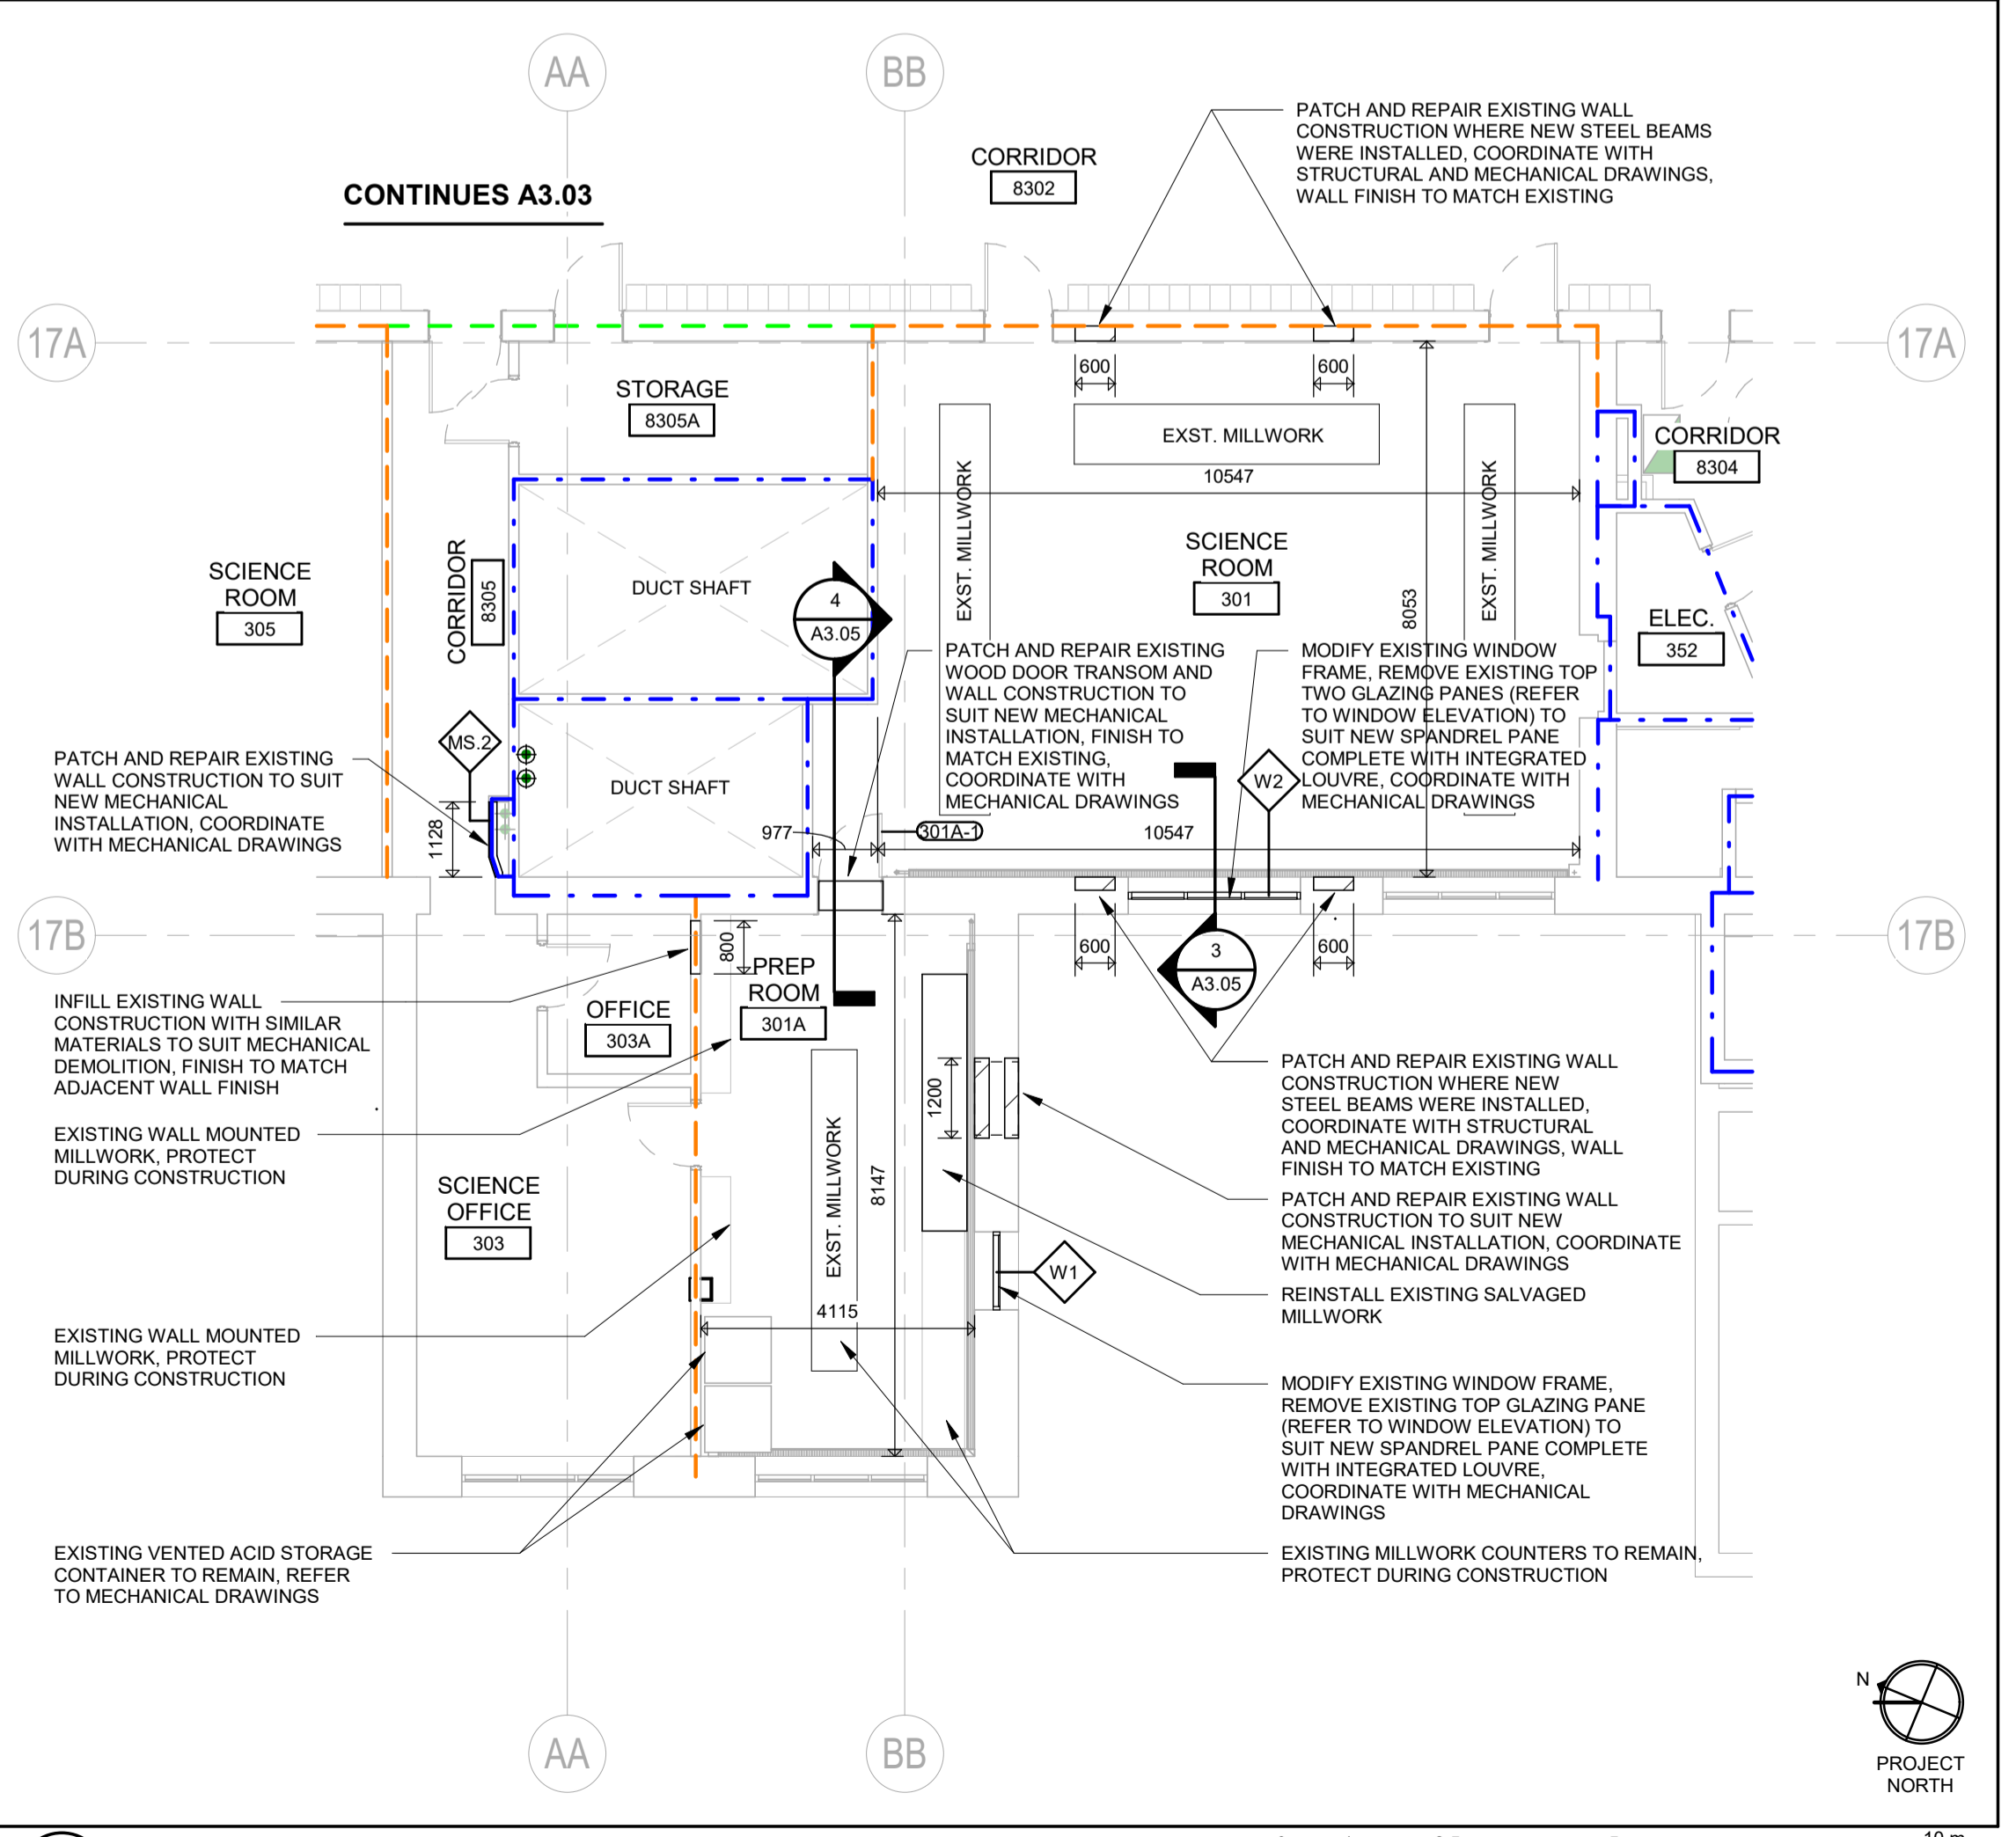 AA
BB
PATCH AND REPAIR EXISTING WALL
CONSTRUCTION WHERE NEW STEEL BEAMS
WERE INSTALLED, COORDINATE WITH
STRUCTURAL AND MECHANICAL DRAWINGS,
WALL FINISH TO MATCH EXISTING
CORRIDOR
8302
CONTINUES A3.03
17A
17A
600
600
STORAGE
8305A
EXST. MILLWORK
10547
CORRIDOR
8304
EXST. MILLWORK
EXST. MILLWORK
SCIENCE
ROOM
301
SCIENCE
ROOM
305
CORRIDOR
8305
DUCT SHAFT
4
A3.05
8053
ELEC.
352
PATCH AND REPAIR EXISTING
WOOD DOOR TRANSOM AND
WALL CONSTRUCTION TO
SUIT NEW MECHANICAL
INSTALLATION, FINISH TO
MATCH EXISTING,
COORDINATE WITH
MECHANICAL DRAWINGS
MODIFY EXISTING WINDOW
FRAME, REMOVE EXISTING TOP
TWO GLAZING PANES (REFER
TO WINDOW ELEVATION) TO
SUIT NEW SPANDREL PANE
COMPLETE WITH INTEGRATED
LOUVRE, COORDINATE WITH
MECHANICAL DRAWINGS
MS.2
W2
PATCH AND REPAIR EXISTING
WALL CONSTRUCTION TO SUIT
NEW MECHANICAL
INSTALLATION, COORDINATE
WITH MECHANICAL DRAWINGS
DUCT SHAFT
1128
977
301A-1
10547
17B
17B
800
600
600
3
A3.05
PREP
ROOM
301A
INFILL EXISTING WALL
CONSTRUCTION WITH SIMILAR
MATERIALS TO SUIT MECHANICAL
DEMOLITION, FINISH TO MATCH
ADJACENT WALL FINISH
OFFICE
303A
1200
PATCH AND REPAIR EXISTING WALL
CONSTRUCTION WHERE NEW
STEEL BEAMS WERE INSTALLED,
COORDINATE WITH STRUCTURAL
AND MECHANICAL DRAWINGS, WALL
FINISH TO MATCH EXISTING
EXISTING WALL MOUNTED
MILLWORK, PROTECT
DURING CONSTRUCTION
EXST. MILLWORK
8147
SCIENCE
OFFICE
303
PATCH AND REPAIR EXISTING WALL
CONSTRUCTION TO SUIT NEW
MECHANICAL INSTALLATION, COORDINATE
WITH MECHANICAL DRAWINGS
W1
REINSTALL EXISTING SALVAGED
MILLWORK
4115
EXISTING WALL MOUNTED
MILLWORK, PROTECT
DURING CONSTRUCTION
MODIFY EXISTING WINDOW FRAME,
REMOVE EXISTING TOP GLAZING PANE
(REFER TO WINDOW ELEVATION) TO
SUIT NEW SPANDREL PANE COMPLETE
WITH INTEGRATED LOUVRE,
COORDINATE WITH MECHANICAL
DRAWINGS
EXISTING VENTED ACID STORAGE
CONTAINER TO REMAIN, REFER
TO MECHANICAL DRAWINGS
EXISTING MILLWORK COUNTERS TO REMAIN,
PROTECT DURING CONSTRUCTION
N
PROJECT
NORTH
AA
BB
10 m